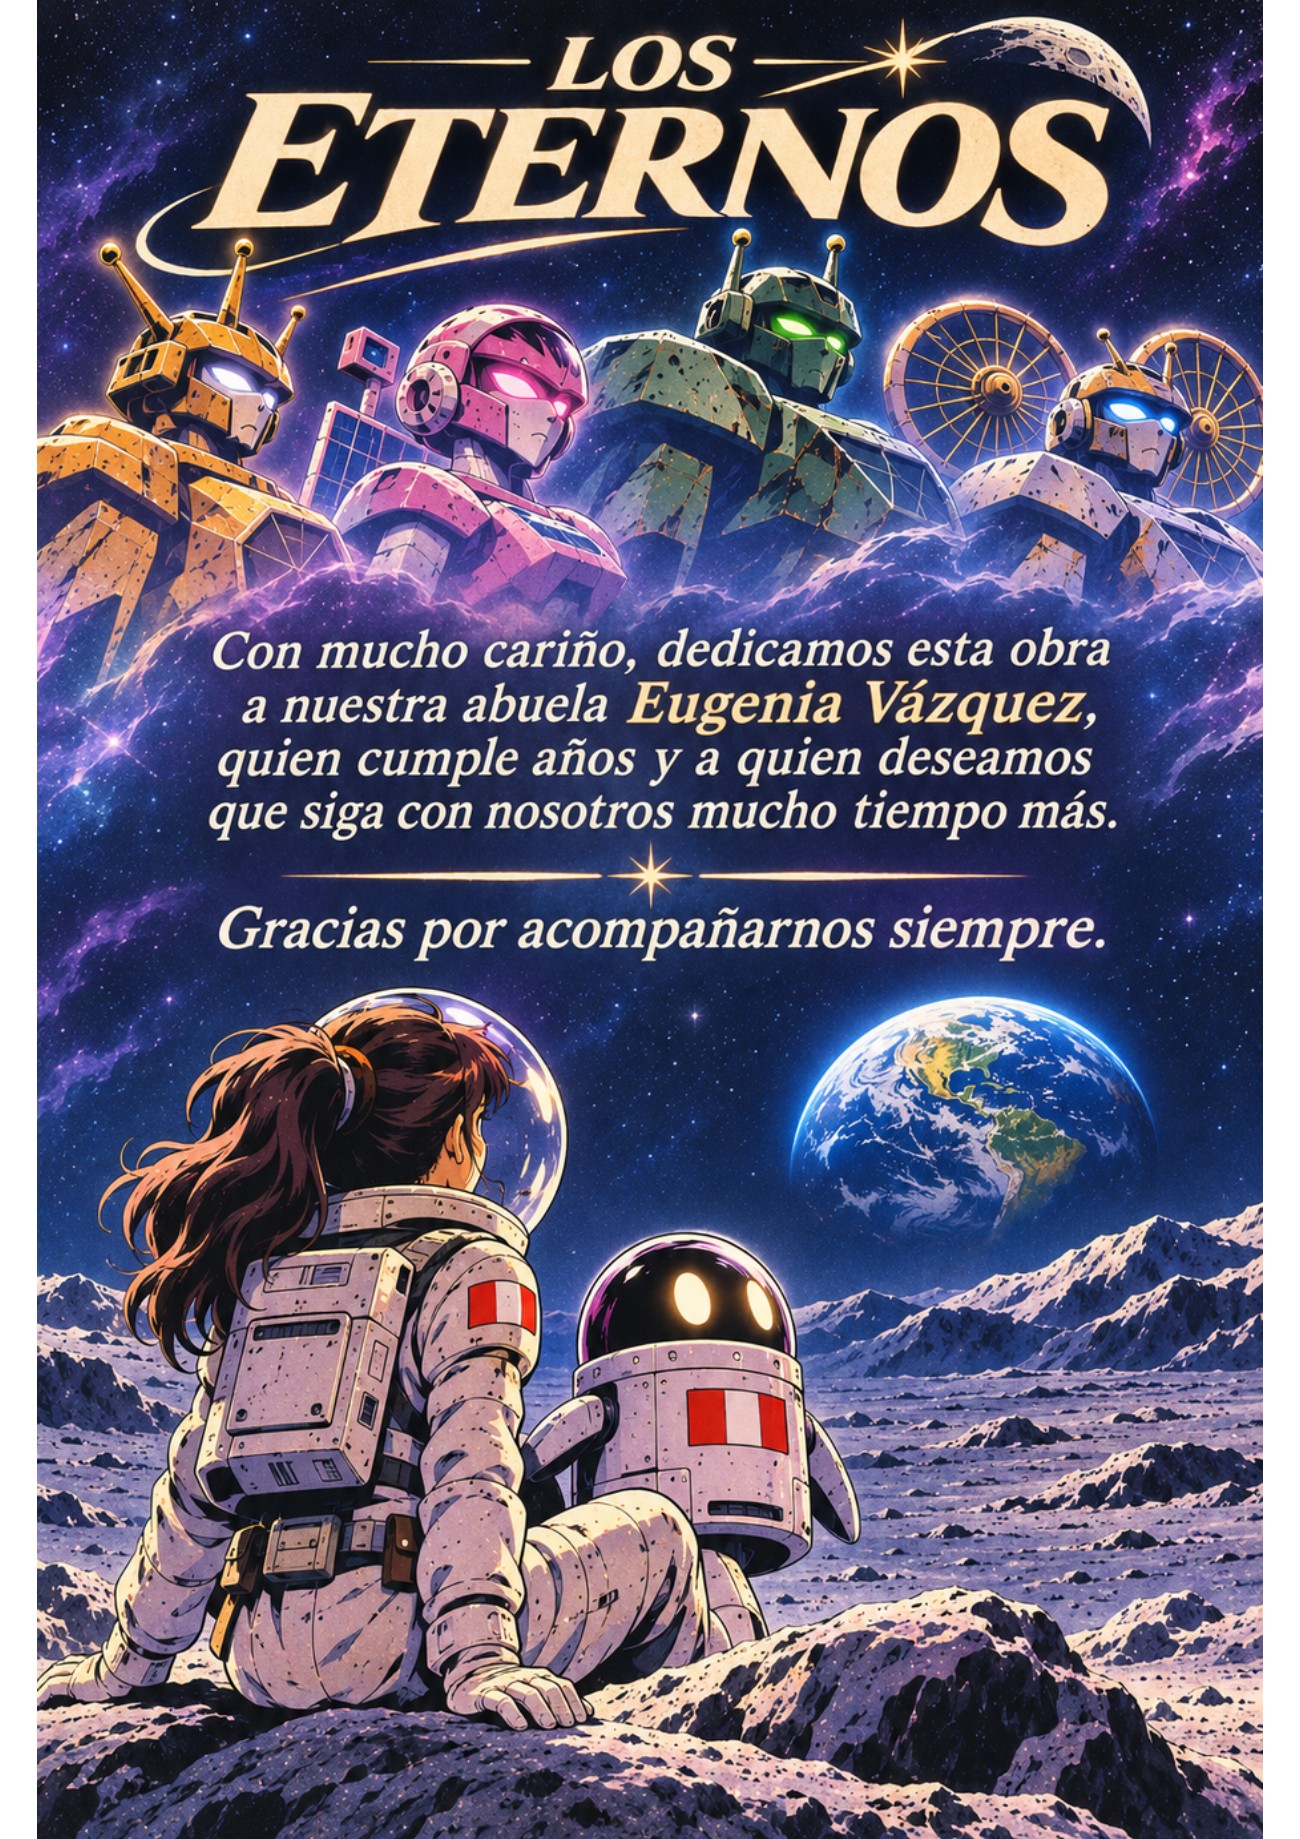 LOS
ETERNOS
Con mucho cariño, dedicamos esta obra
a nuestra abuela Eugenia Vázquez,
quien cumple años y a quien deseamos
que siga con nosotros mucho tiempo más.
Gracias por acompañarnos siempre.